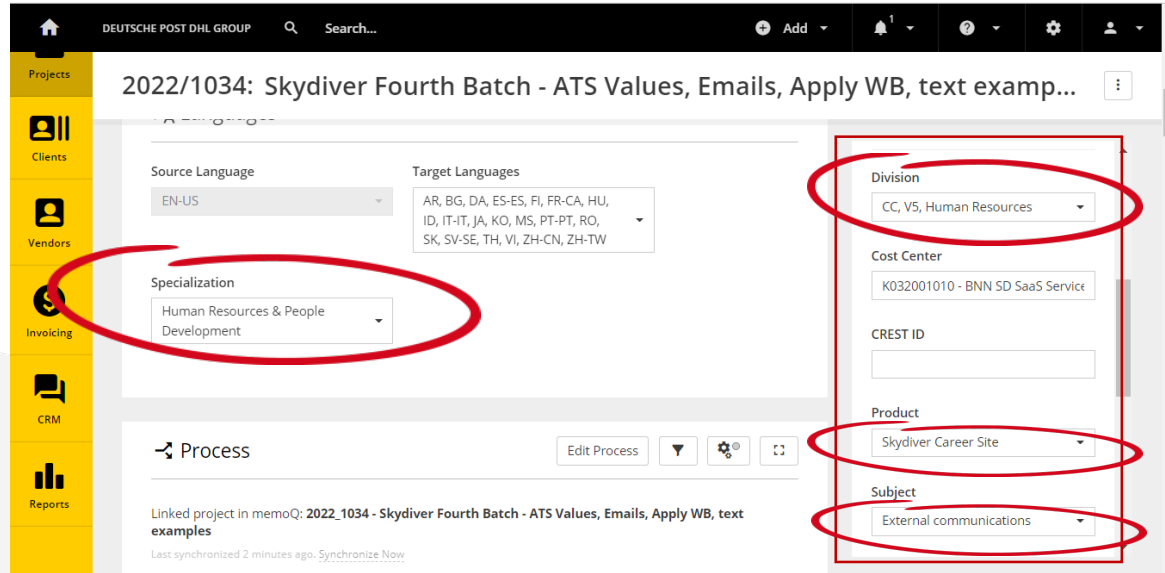 DEUTSCHE POST DHL GROUP
Search...
Add
1
Projects
2022/1034: Skydiver Fourth Batch - ATS Values, Emails, Apply WB, text examp...
Languages
Clients
Source Language
Target Languages
EN-US
AR, BG, DA, ES-ES, FI, FR-CA, HU,
ID, IT-IT, JA, KO, MS, PT-PT, RO,
SK, SV-SE, TH, VI, ZH-CN, ZH-TW
Vendors
Specialization
Human Resources & People
Development
Invoicing
CRM
Process
Edit Process
Linked project in memoQ: 2022_1034 - Skydiver Fourth Batch - ATS Values, Emails, Apply WB, text
examples
Last synchronized 2 minutes ago. Synchronize Now
Reports
Division
CC, V5, Human Resources
Cost Center
K032001010 - BNN SD SaaS Service
CREST ID
Product
Skydiver Career Site
Subject
External communications